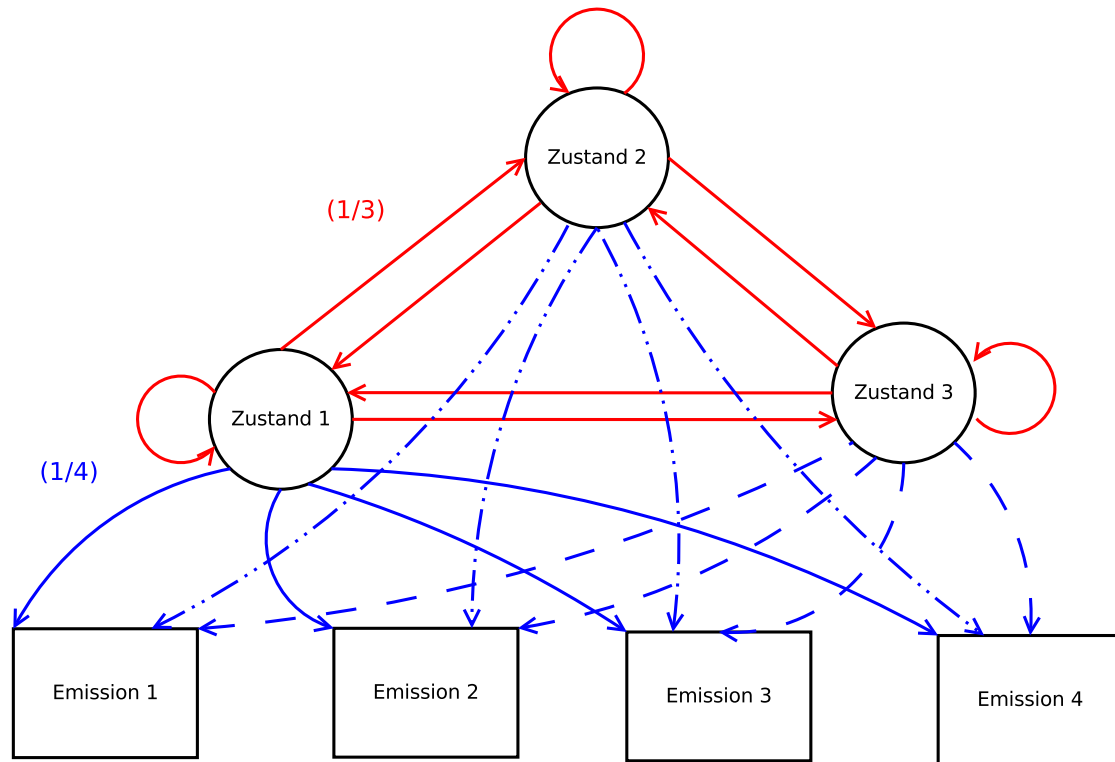 Zustand 2
(1/3)
Zustand 3
Zustand 1
(1/4)
Emission 1
Emission 2
Emission 3
Emission 4